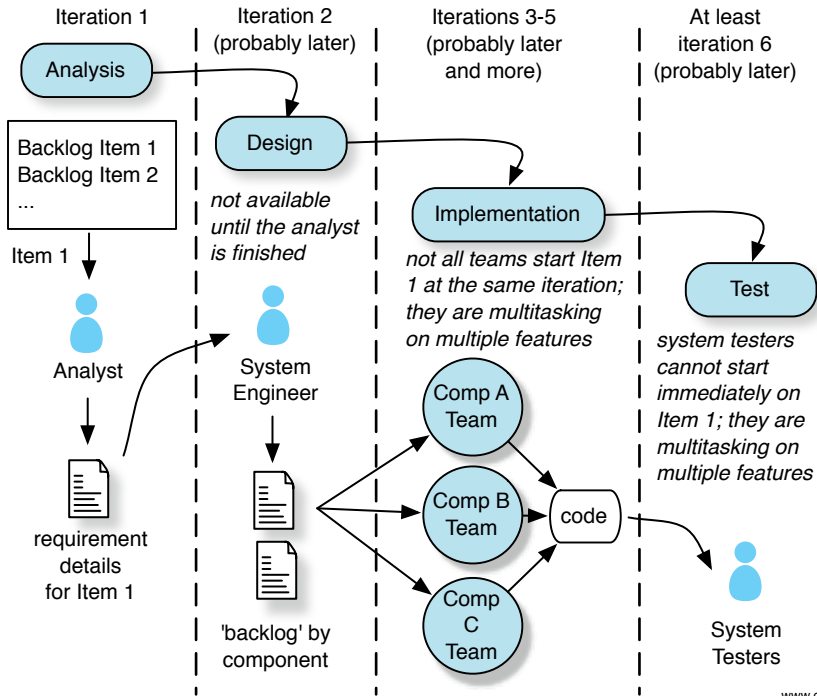 Iteration 1
Analysis
Backlog Item 1
Backlog Item 2
...
Item 1
Analyst
requirement
details
for Item 1
Iteration 2
(probably later)
Design
not available
until the analyst
is finished
System
Engineer
'backlog' by
component
Iterations 3-5
(probably later
and more)
Implementation
not all teams start Item
1 at the same iteration;
they are multitasking
on multiple features
Comp A
Team
Comp B
Team
Comp
C
Team
code
At least
iteration 6
(probably later)
Test
system testers
cannot start
immediately on
Item 1; they are
multitasking on
multiple features
System
Testers